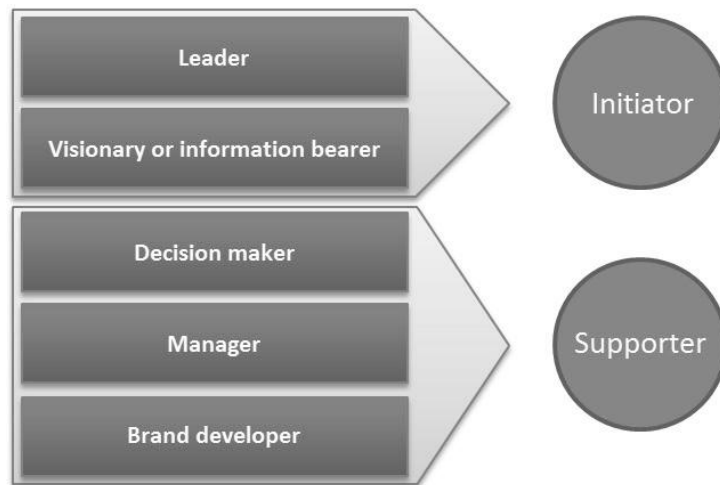 Leader
Visionary or information bearer
Initiator
Decision maker
Manager
Brand developer
Supporter